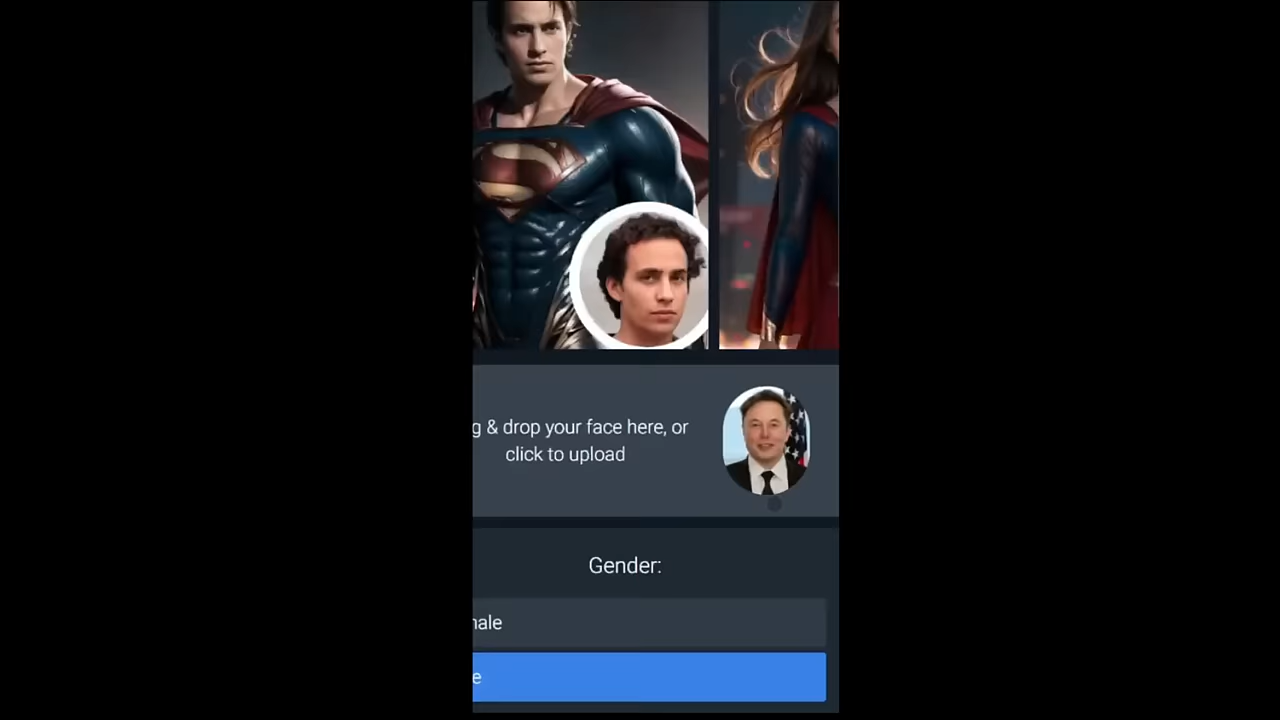 g & drop your face here, or
click to upload
Gender:
nale
e